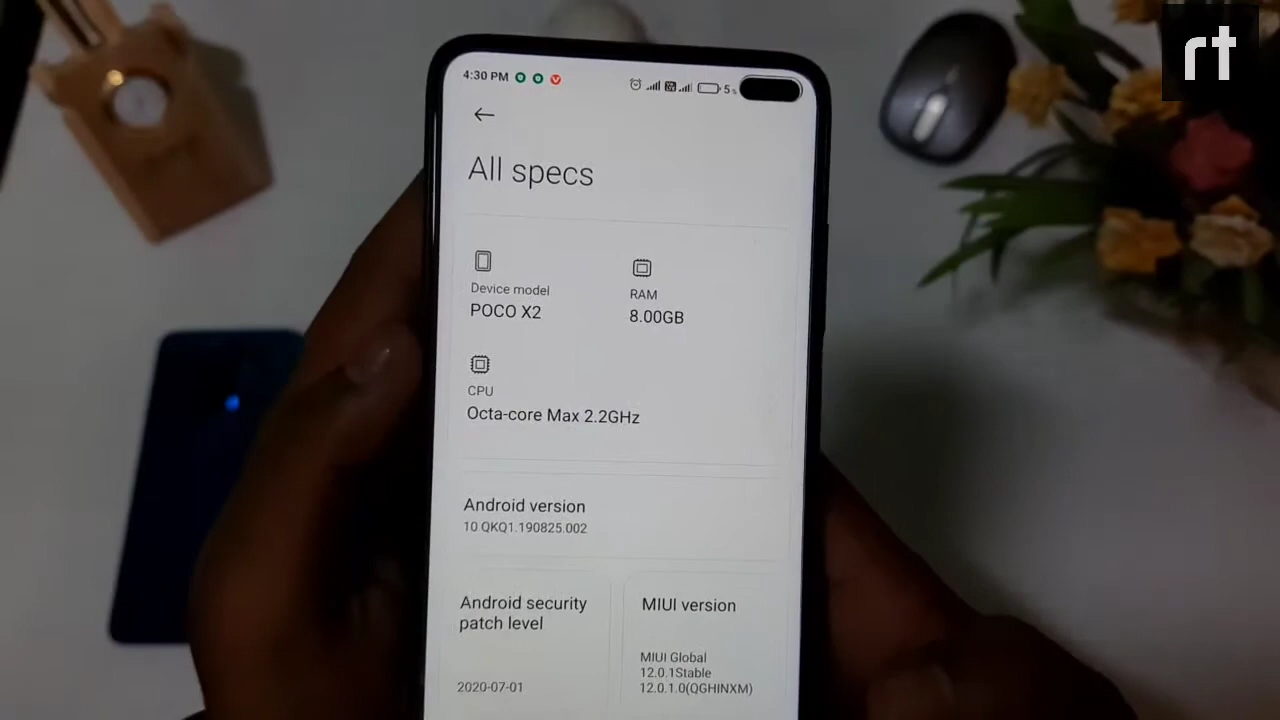 rt
4:30 PM 5%
All specs
Device model
POCO X2
RAM
8.00GB
CPU
Octa-core Max 2.2GHz
Android version
10 QKQ1.190825.002
Android security
patch level
2020-07-01
MIUI version
MIUI Global
12.0.1Stable
12.0.1.0(QGHINXM)